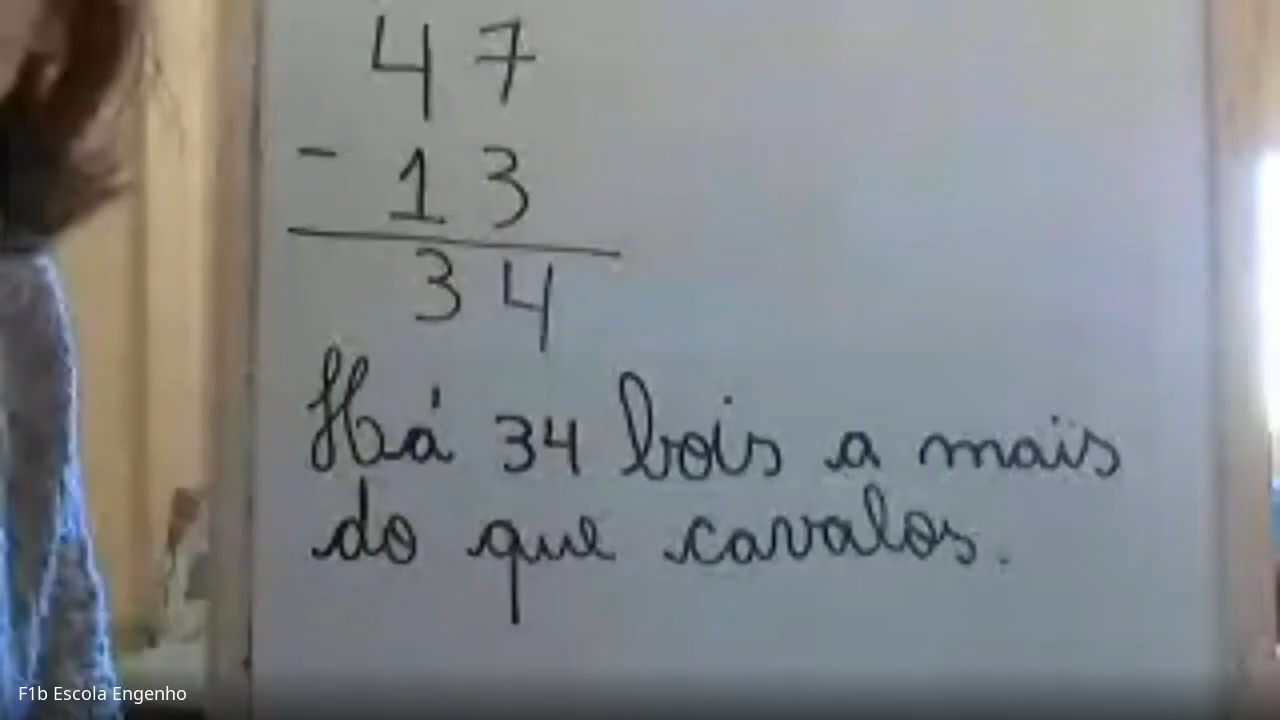 47
- 13
34
Há 34 bois a mais
do que cavalos.
F1b Escola Engenho